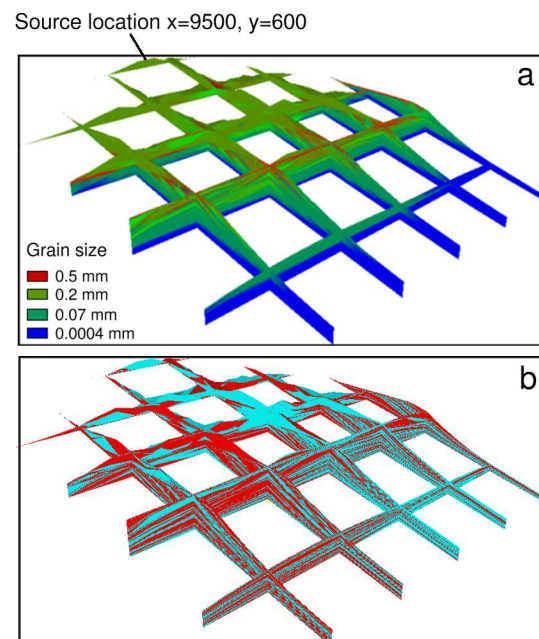 Source location x=9500, y=600
a
Grain size
0.5 mm
0.2 mm
0.07 mm
0.0004 mm
b